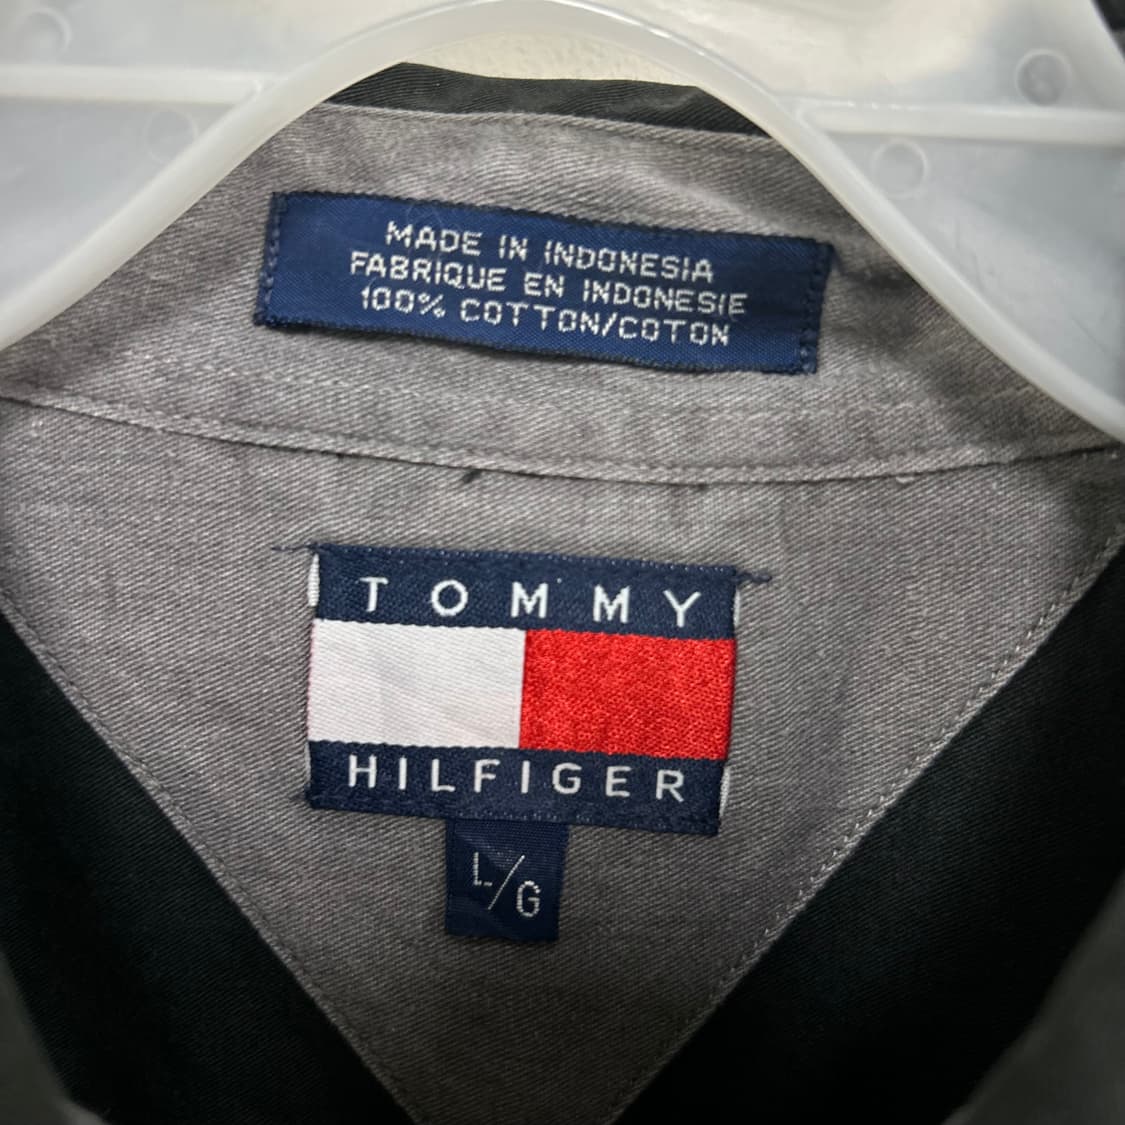 MADE IN INDONESIA
FABRIQUE EN INDONESIE
100% COTTON/COTON
TOMMY
HILFIGER
L/G